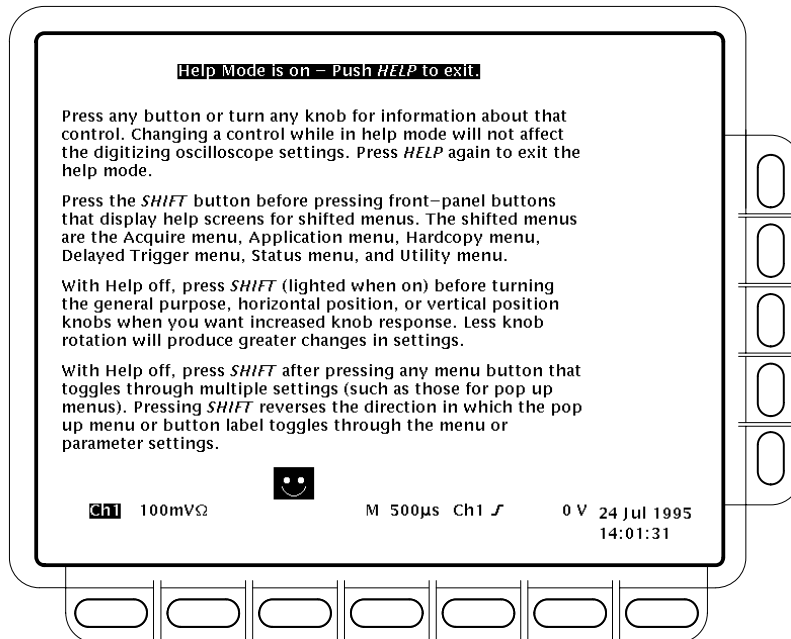 Help Mode is on – Push HELP to exit.
Press any button or turn any knob for information about that
control. Changing a control while in help mode will not affect
the digitizing oscilloscope settings. Press HELP again to exit the
help mode.
Press the SHIFT button before pressing front–panel buttons
that display help screens for shifted menus. The shifted menus
are the Acquire menu, Application menu, Hardcopy menu,
Delayed Trigger menu, Status menu, and Utility menu.
With Help off, press SHIFT (lighted when on) before turning
the general purpose, horizontal position, or vertical position
knobs when you want increased knob response. Less knob
rotation will produce greater changes in settings.
With Help off, press SHIFT after pressing any menu button that
toggles through multiple settings (such as those for pop up
menus). Pressing SHIFT reverses the direction in which the pop
up menu or button label toggles through the menu or
parameter settings.
Ch1 100mVΩ M 500µs Ch1 ƒ 0 V 24 Jul 1995
14:01:31